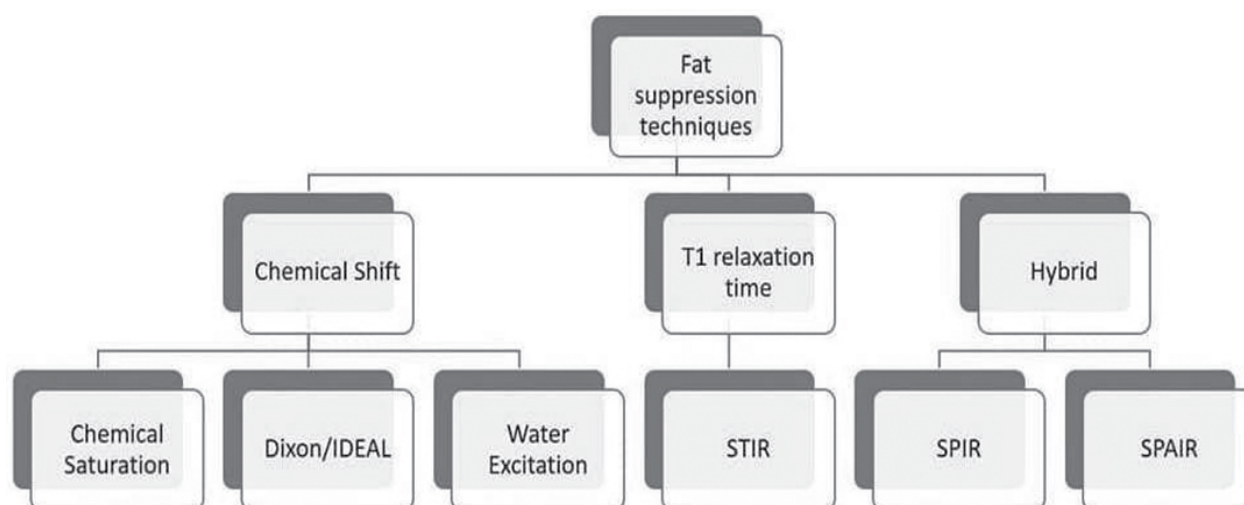 Fat
suppression
techniques
Chemical Shift
T1 relaxation
time
Hybrid
Chemical
Saturation
Dixon/IDEAL
Water
Excitation
STIR
SPIR
SPAIR